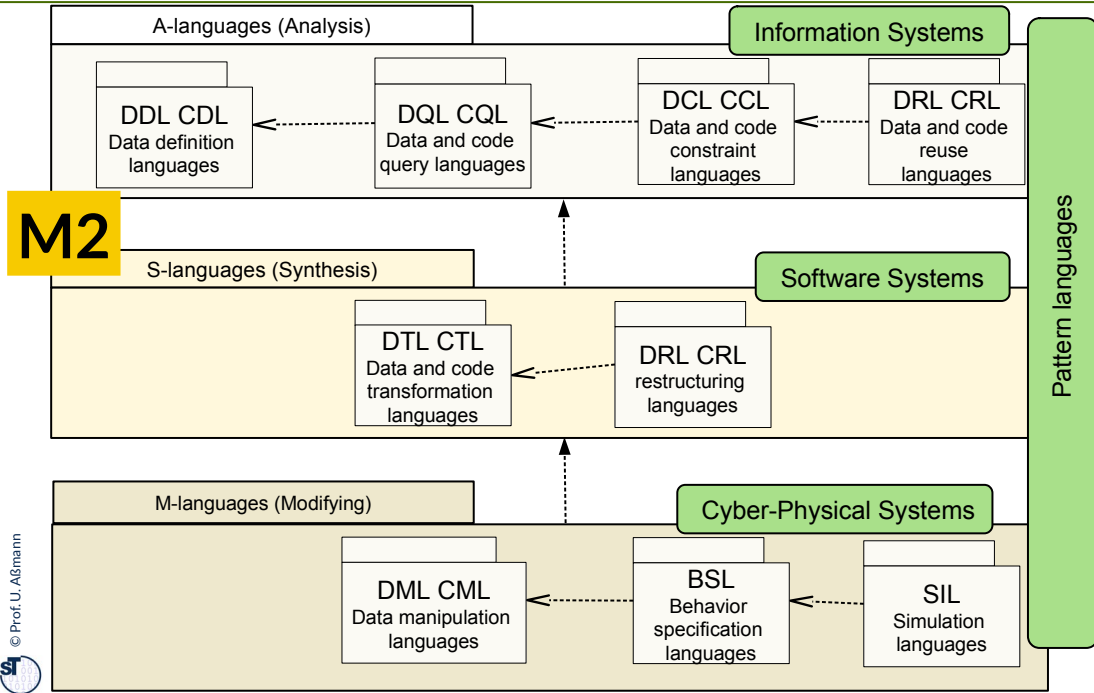 A-languages (Analysis)
Information Systems
DDL CDL
Data definition
languages
DQL CQL
Data and code
query languages
DCL CCL
Data and code
constraint
languages
DRL CRL
Data and code
reuse
languages
M2
S-languages (Synthesis)
Software Systems
DTL CTL
Data and code
transformation
languages
DRL CRL
restructuring
languages
Pattern languages
M-languages (Modifying)
Cyber-Physical Systems
DML CML
Data manipulation
languages
BSL
Behavior
specification
languages
SIL
Simulation
languages
© Prof. U. Aßmann
ST